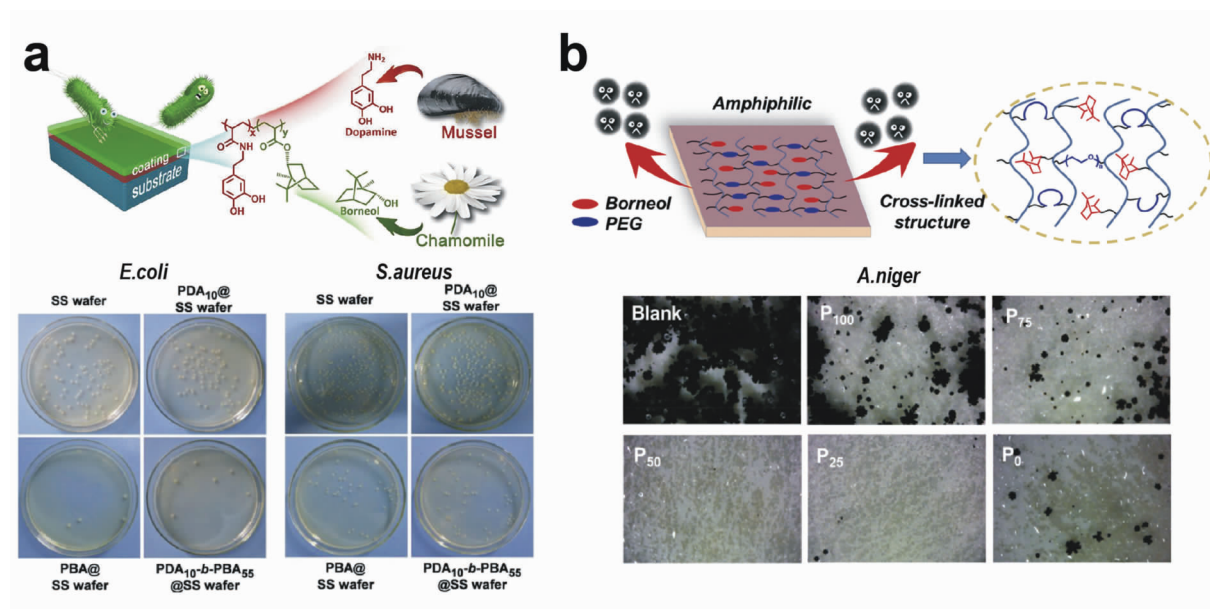 a
NH₂
OH
OH
Dopamine
Mussel
coating
substrate
x
y
O
NH
O
O
OH
OH
OH
Borneol
Chamomile
E.coli
S.aureus
SS wafer
PDA₁₀@
SS wafer
SS wafer
PDA₁₀@
SS wafer
PBA@
SS wafer
PDA₁₀-b-PBA₅₅
@SS wafer
PBA@
SS wafer
PDA₁₀-b-PBA₅₅
@SS wafer
b
Amphiphilic
Borneol
PEG
Cross-linked
structure
A.niger
Blank
P₁₀₀
P₇₅
P₅₀
P₂₅
P₀